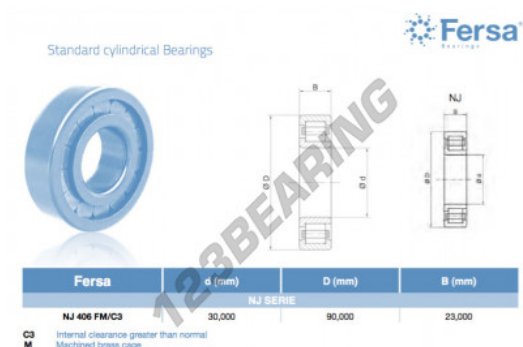 Fersa®
Bearings
Standard cylindrical Bearings
B
Ø D
Ø d
NJ
B
Ø D
Ø d
123BEARING
Fersa d (mm) D (mm) B (mm)
NJ SERIE
NJ 406 FM/C3 30,000 90,000 23,000
C3 Internal clearance greater than normal
M Machined brass cage